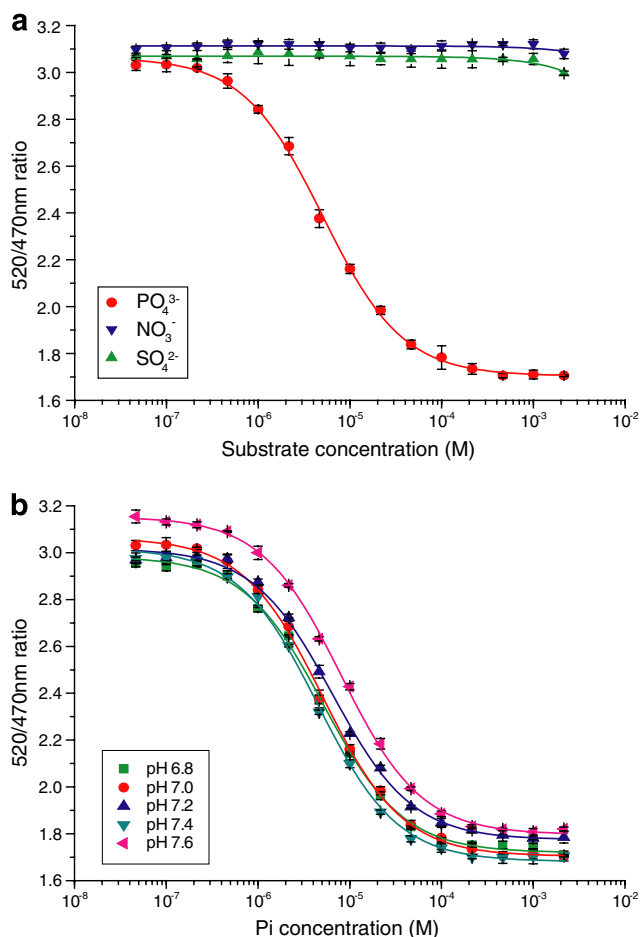 a
3.2
3.0
2.8
2.6
2.4
2.2
2.0
1.8
1.6
520/470nm ratio
PO₄³⁻
NO₃⁻
SO₄²⁻
10⁻⁸ 10⁻⁷ 10⁻⁶ 10⁻⁵ 10⁻⁴ 10⁻³ 10⁻²
Substrate concentration (M)
b
3.2
3.0
2.8
2.6
2.4
2.2
2.0
1.8
1.6
520/470nm ratio
pH 6.8
pH 7.0
pH 7.2
pH 7.4
pH 7.6
10⁻⁸ 10⁻⁷ 10⁻⁶ 10⁻⁵ 10⁻⁴ 10⁻³ 10⁻²
Pi concentration (M)